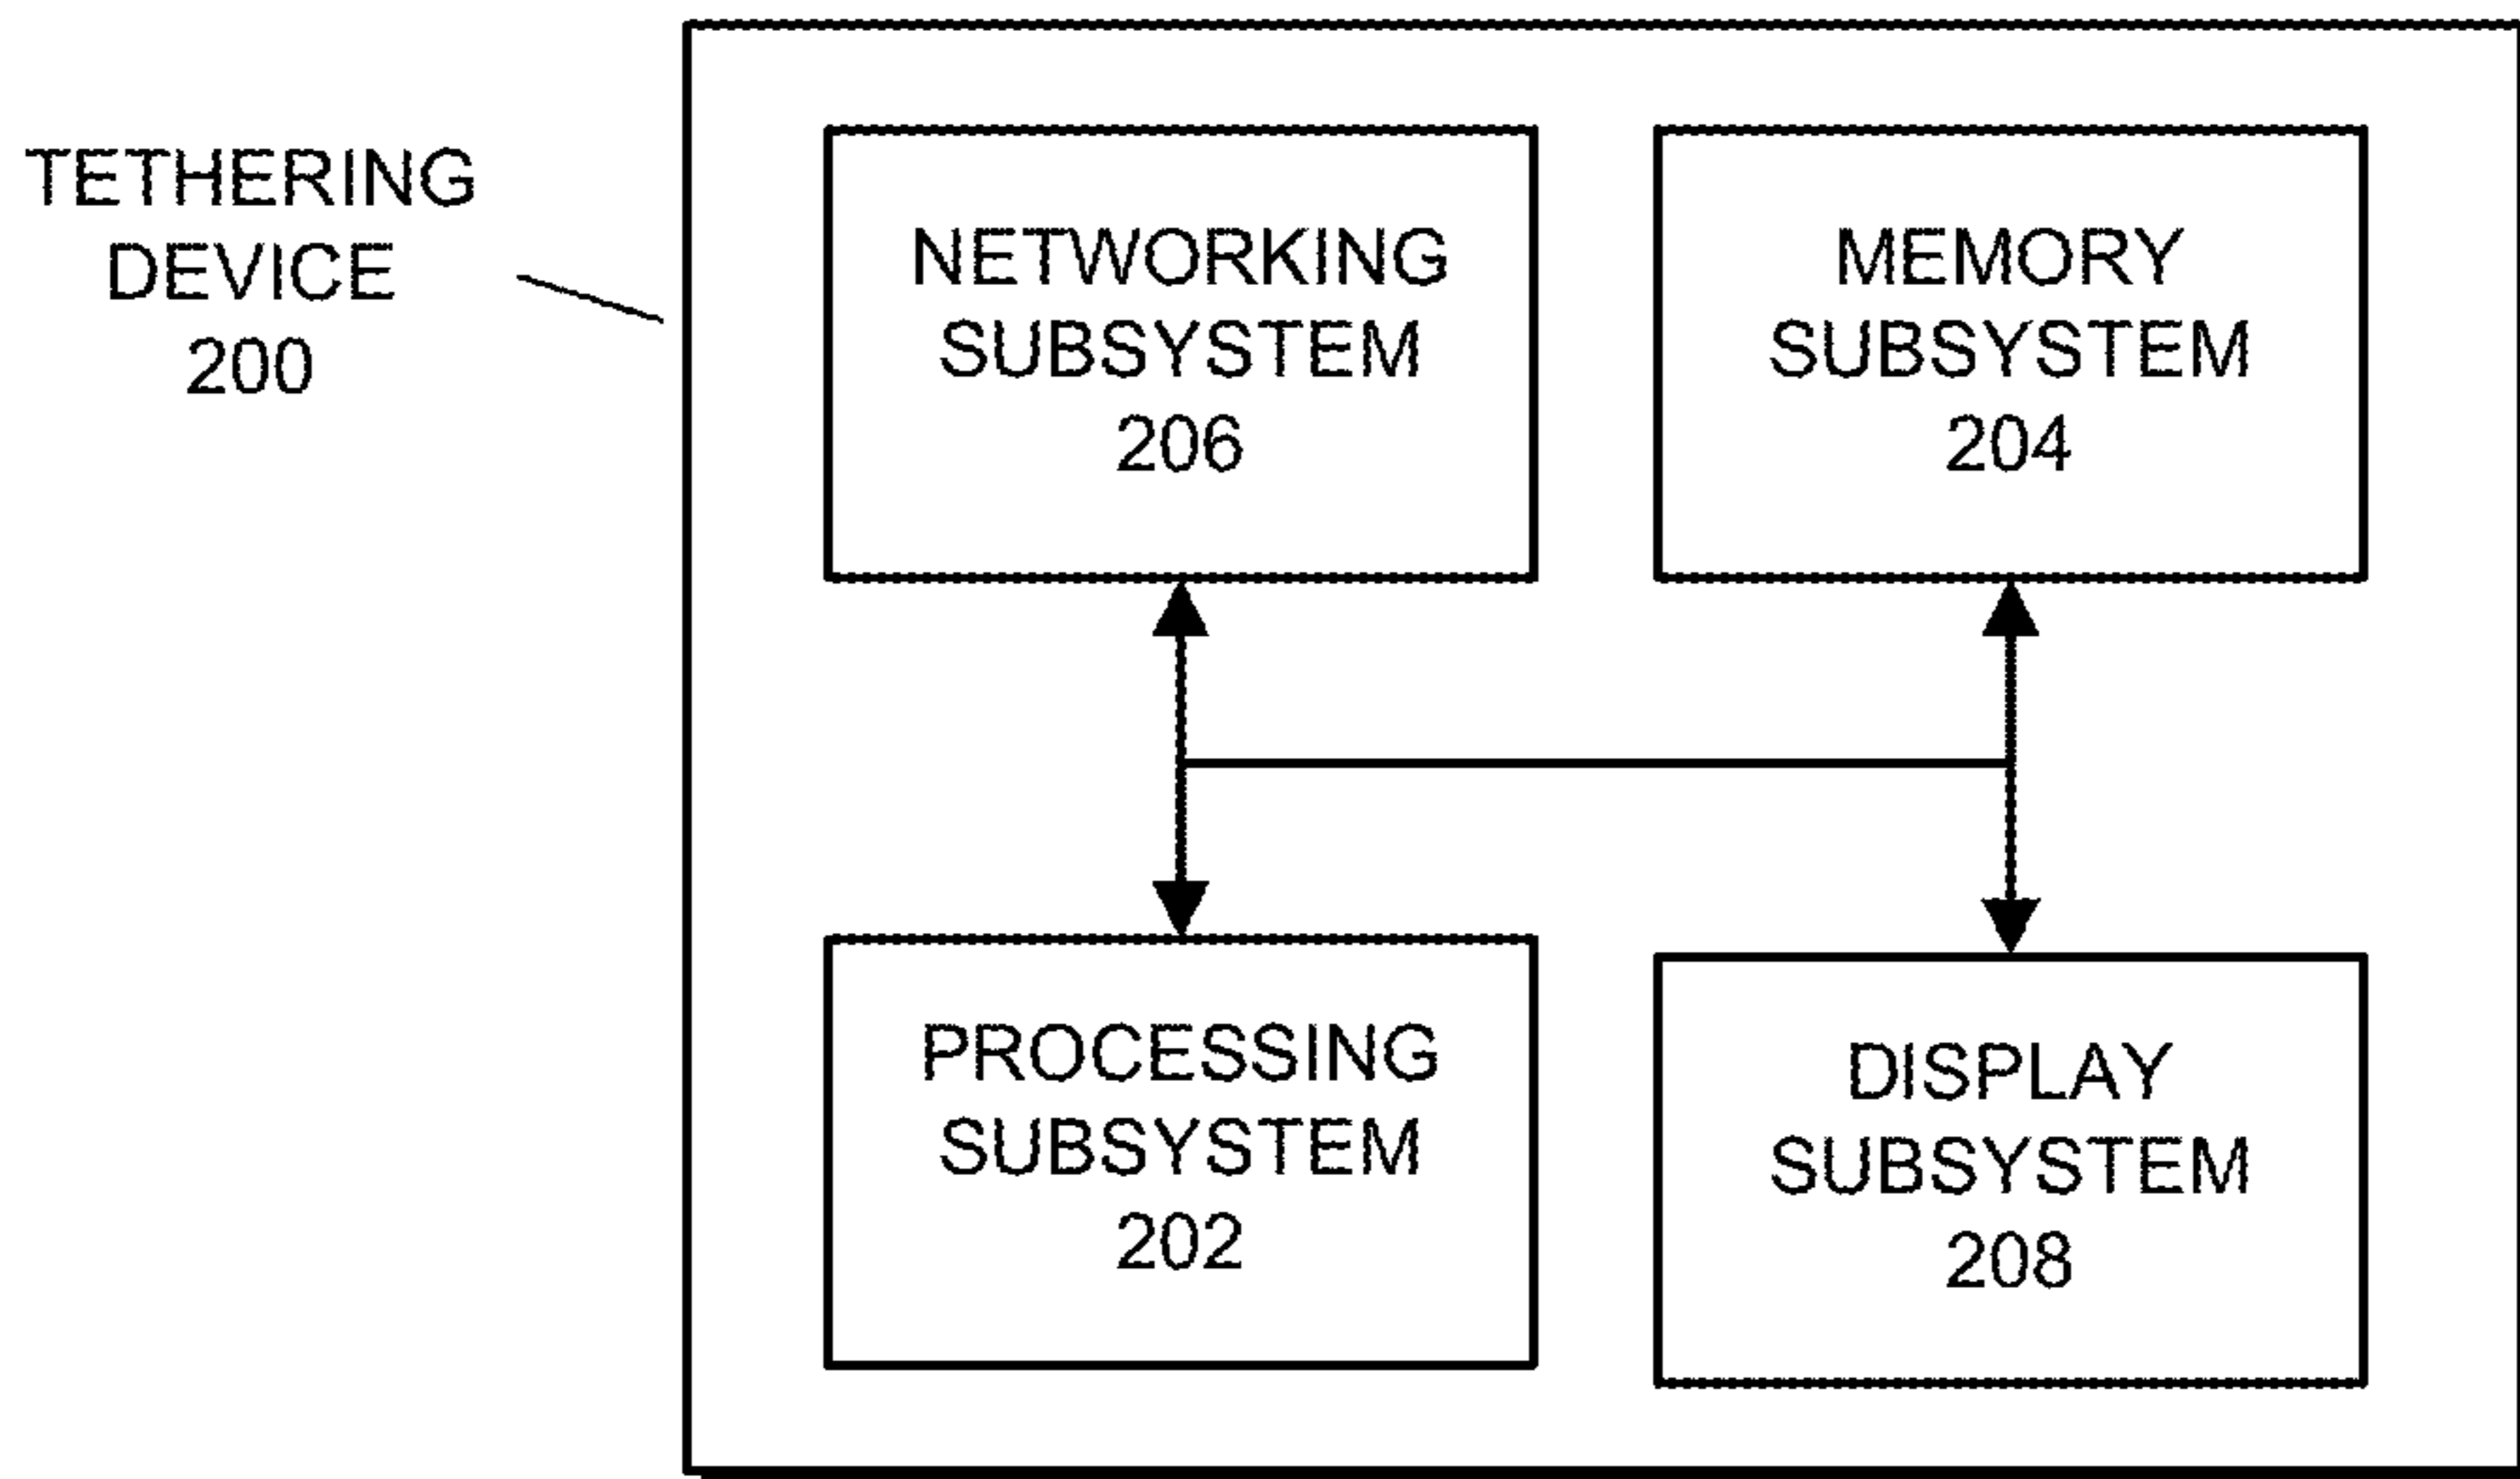 TETHERING
DEVICE
200
NETWORKING
SUBSYSTEM
206
MEMORY
SUBSYSTEM
204
PROCESSING
SUBSYSTEM
202
DISPLAY
SUBSYSTEM
208